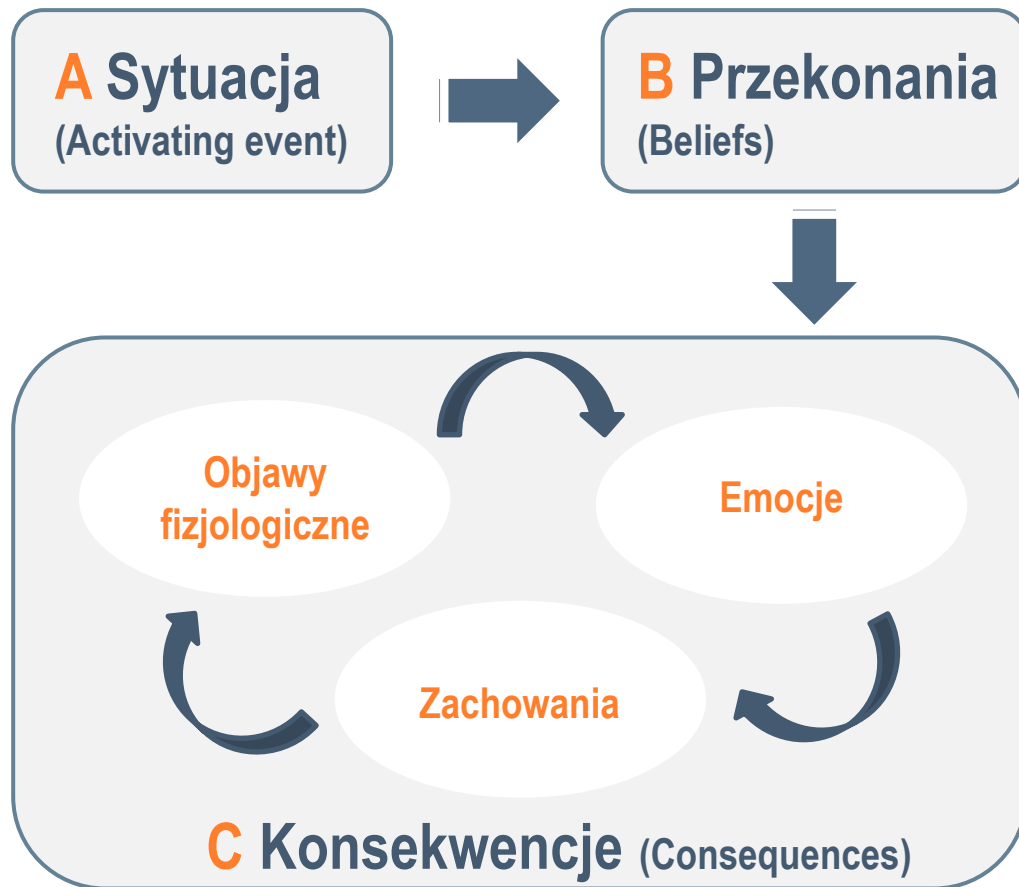 A Sytuacja
(Activating event)
B Przekonania
(Beliefs)
Objawy
fizjologiczne
Emocje
Zachowania
C Konsekwencje (Consequences)